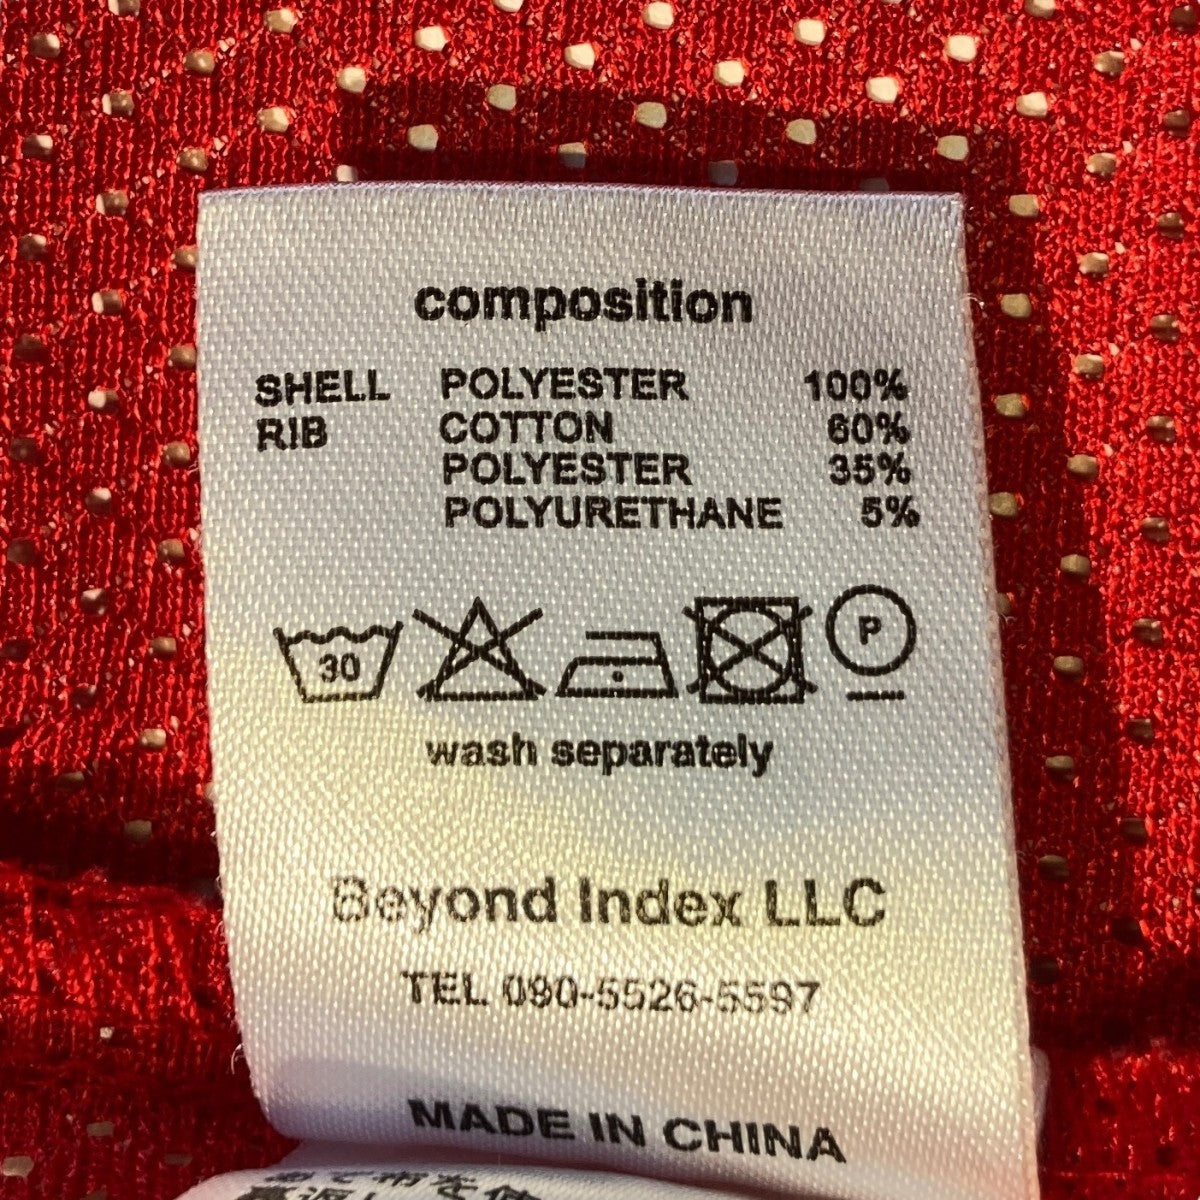 composition
SHELL POLYESTER 100%
RIB COTTON 60%
POLYESTER 35%
POLYURETHANE 5%
30 P
wash separately
Beyond Index LLC
TEL 090-5526-5597
MADE IN CHINA